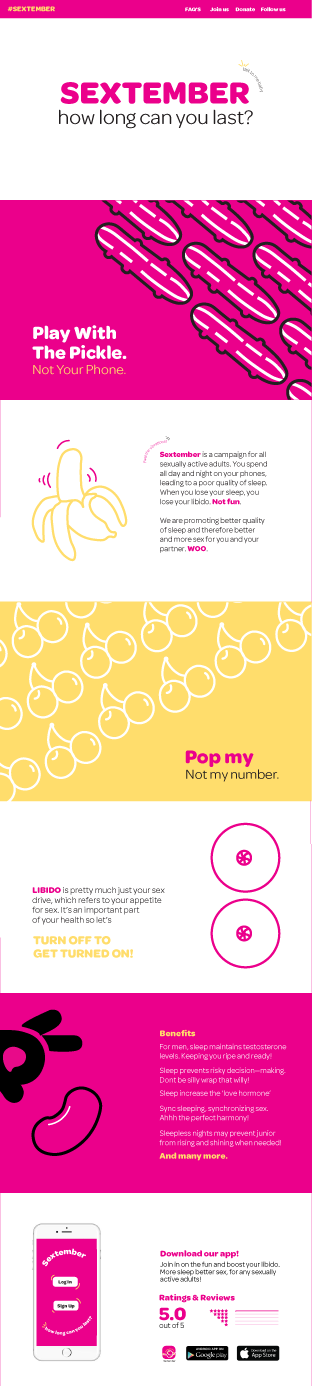 #SEXTEMBER
FAQ'S Join us Donate Follow us
SEXTEMBER
how long can you last?
Play With
The Pickle.
Not Your Phone.
Sextember is a campaign for all
sexually active adults. You spend
all day and night on your phones,
leading to a poor quality of sleep.
When you lose your sleep, you
lose your libido. Not fun.
We are promoting better quality
of sleep and therefore better
and more sex for you and your
partner. WOO.
Pop my
Not my number.
LIBIDO is pretty much just your sex
drive, which refers to your appetite
for sex. It's an important part
of your health so let's
TURN OFF TO
GET TURNED ON!
Benefits
For men, sleep maintains testosterone
levels. Keeping you ripe and ready!
Sleep prevents risky decision—making.
Dont be silly wrap that willy!
Sleep increase the 'love hormone'
Sync sleeping, synchronizing sex.
Ahhh the perfect harmony!
Sleepless nights may prevent junior
from rising and shining when needed!
And many more.
Sextember
Log In
Sign Up
how long can you last?
Download our app!
Join in on the fun and boost your libido.
More sleep better sex, for any sexually
active adults!
Ratings & Reviews
5.0
out of 5
Google play
Download on the
App Store